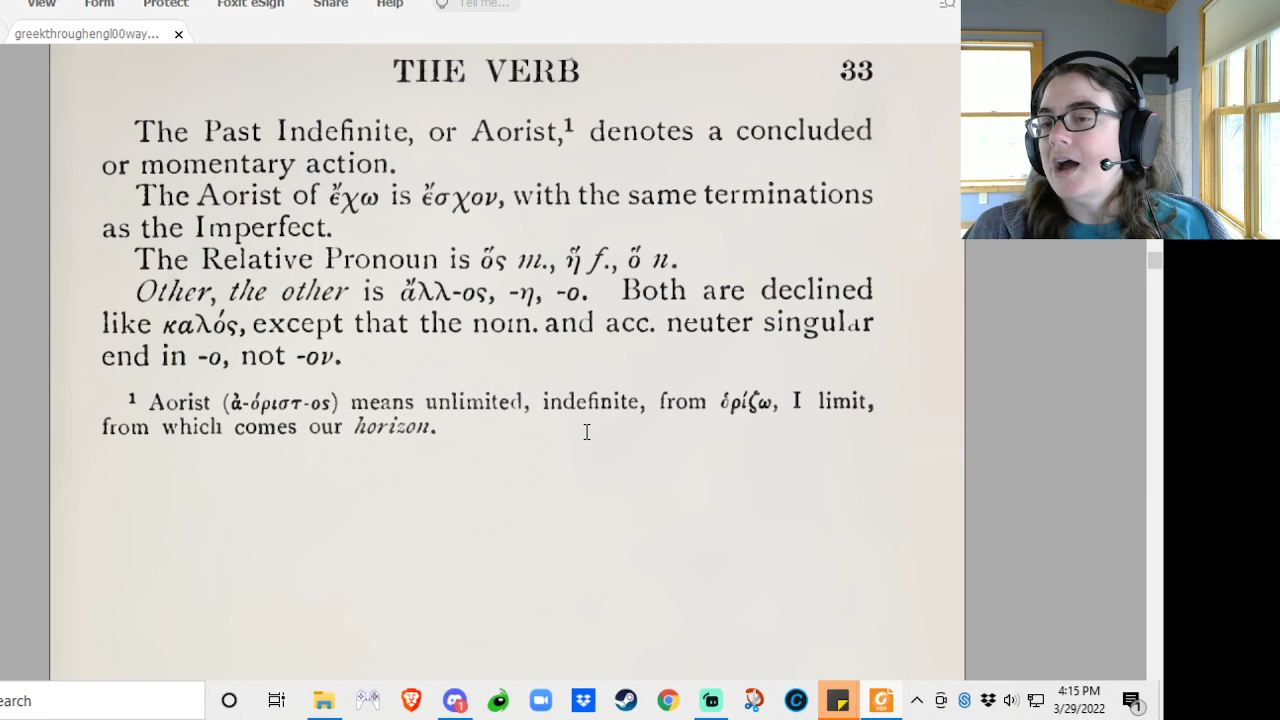 View Form Protect Foxit eSign Share Help Tell me...
greekthroughengl00way... ×
THE VERB 33
The Past Indefinite, or Aorist,¹ denotes a concluded
or momentary action.
The Aorist of ἔχω is ἔσχον, with the same terminations
as the Imperfect.
The Relative Pronoun is ὅς m., ἥ f., ὅ n.
Other, the other is ἄλλ-ος, -η, -ο. Both are declined
like καλός, except that the nom. and acc. neuter singular
end in -ο, not -ον.
¹ Aorist (ἀ-όριστ-ος) means unlimited, indefinite, from ὁρίζω, I limit,
from which comes our horizon.
earch
4:15 PM
3/29/2022